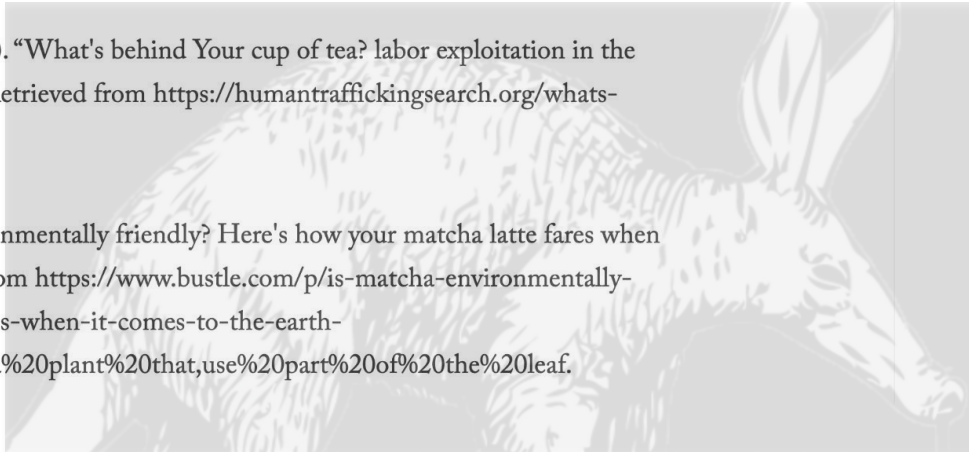 . “What's behind Your cup of tea? labor exploitation in the
etrieved from https://humantraffickingsearch.org/whats-
nmentally friendly? Here's how your matcha latte fares when
om https://www.bustle.com/p/is-matcha-environmentally-
s-when-it-comes-to-the-earth-
%20plant%20that,use%20part%20of%20the%20leaf.